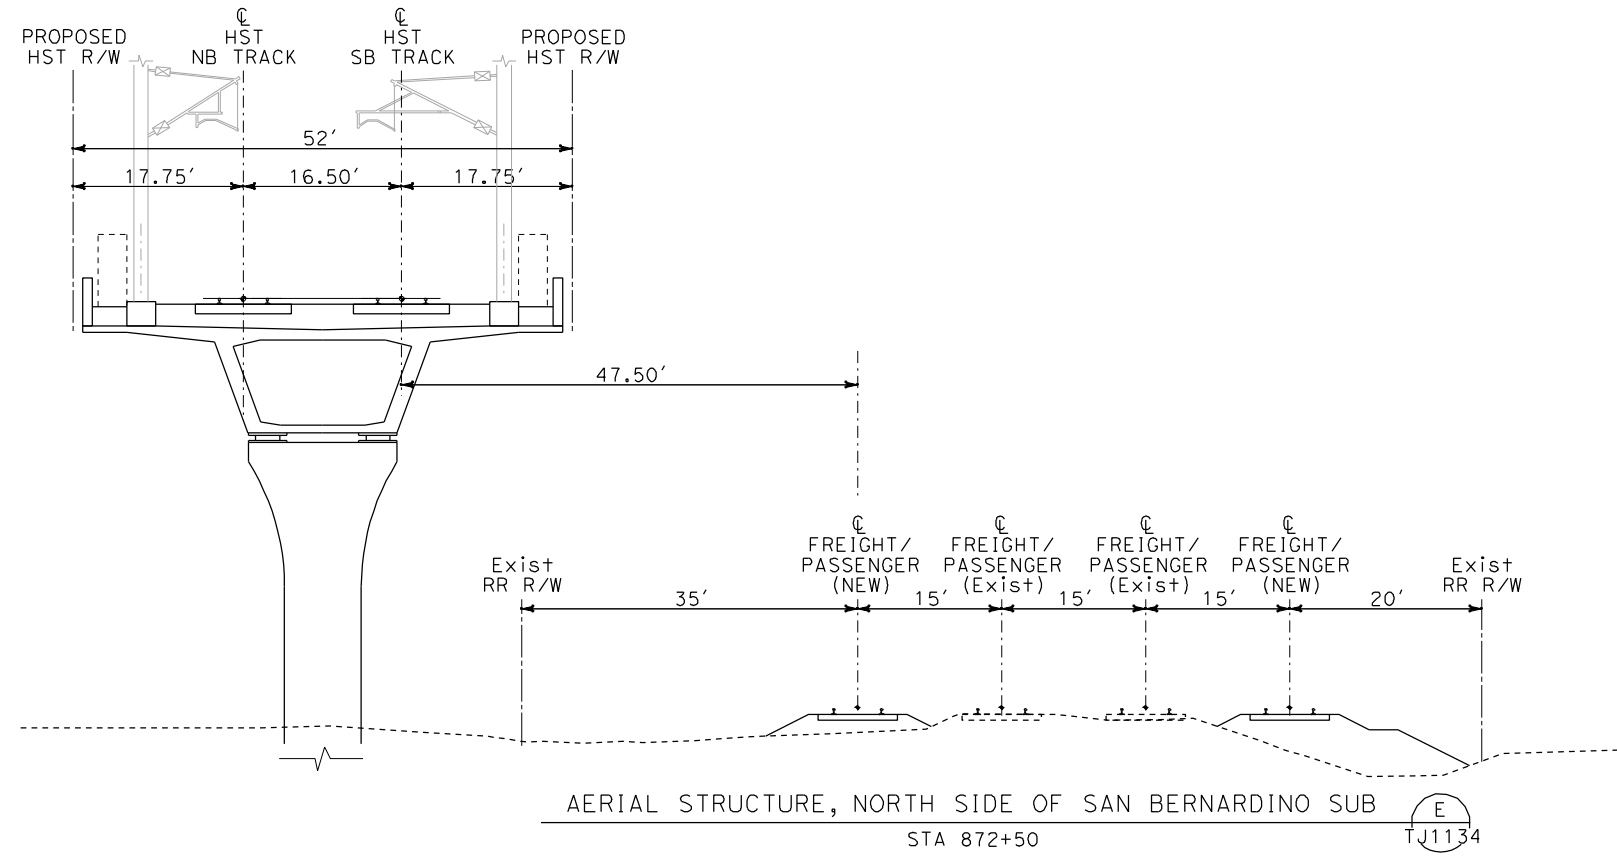 ℄
HST
NB TRACK
℄
HST
SB TRACK
PROPOSED
HST R/W
PROPOSED
HST R/W
52'
17.75'
16.50'
17.75'
47.50'
Exist
RR R/W
℄
FREIGHT/
PASSENGER
(NEW)
℄
FREIGHT/
PASSENGER
(Exist)
℄
FREIGHT/
PASSENGER
(Exist)
℄
FREIGHT/
PASSENGER
(NEW)
Exist
RR R/W
35'
15'
15'
15'
20'
AERIAL STRUCTURE, NORTH SIDE OF SAN BERNARDINO SUB
STA 872+50
E
TJ1134